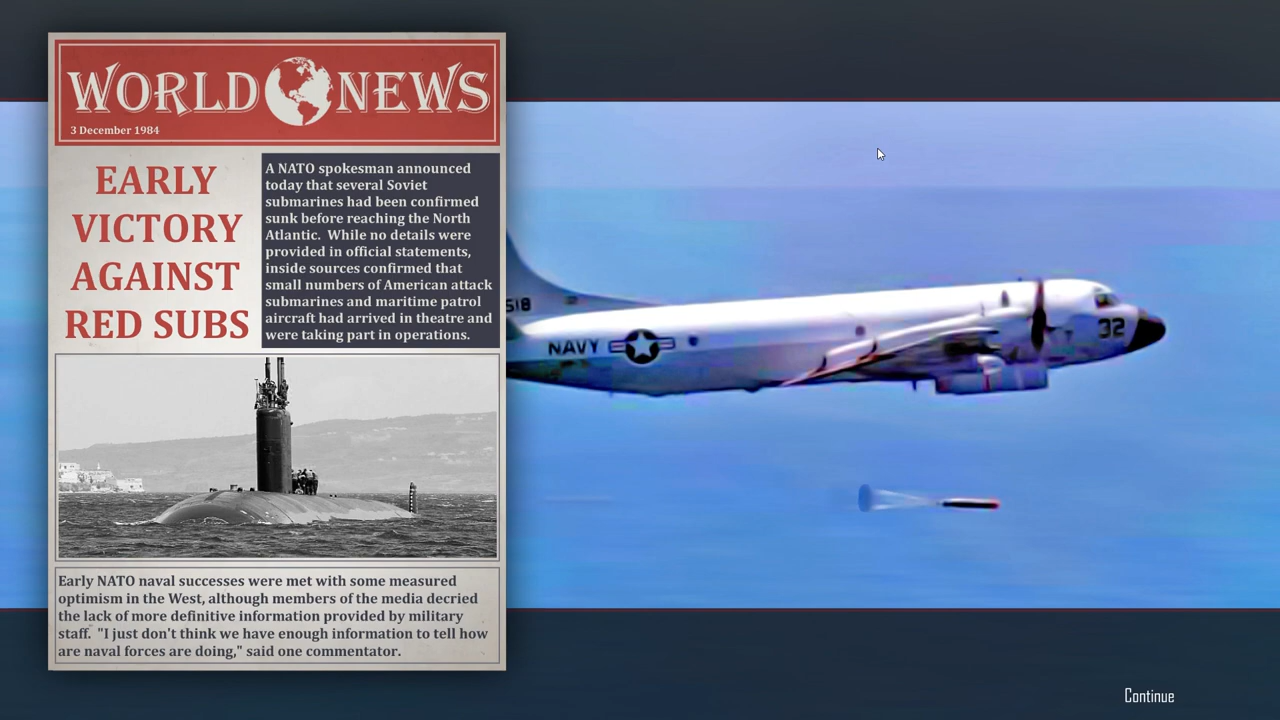 WORLD NEWS
3 December 1984
EARLY
VICTORY
AGAINST
RED SUBS
A NATO spokesman announced
today that several Soviet
submarines had been confirmed
sunk before reaching the North
Atlantic.  While no details were
provided in official statements,
inside sources confirmed that
small numbers of American attack
submarines and maritime patrol
aircraft had arrived in theatre and
were taking part in operations.
Early NATO naval successes were met with some measured
optimism in the West, although members of the media decried
the lack of more definitive information provided by military
staff.  "I just don't think we have enough information to tell how
are naval forces are doing," said one commentator.
518
NAVY
32
Continue